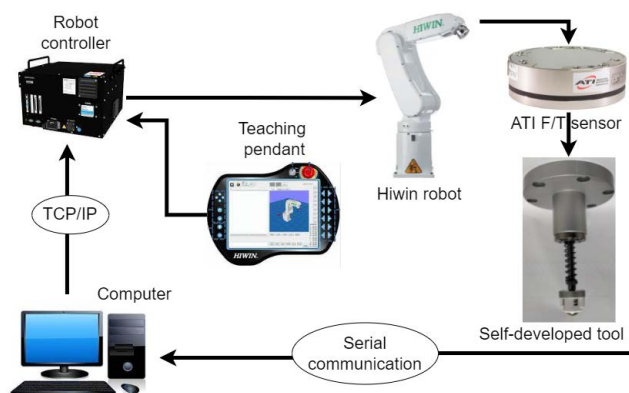 Robot
controller
HIWIN
ATI
ATI F/T sensor
Teaching
pendant
Hiwin robot
HIWIN.
TCP/IP
Computer
Self-developed tool
Serial
communication